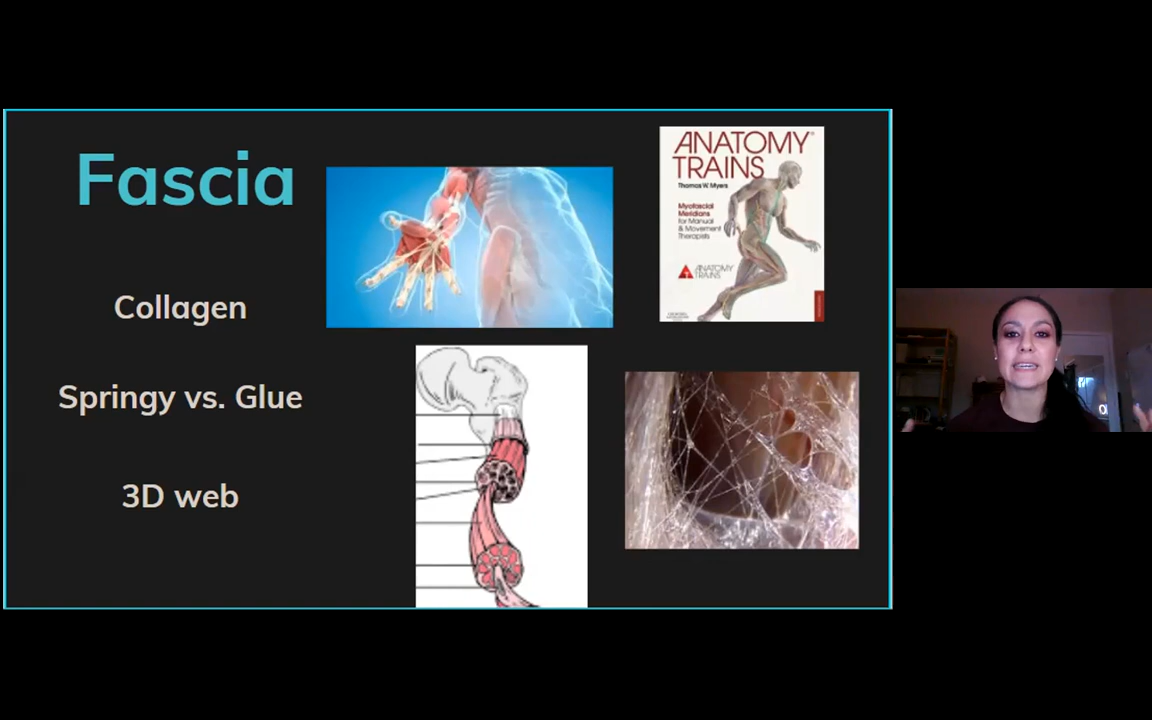 Fascia
Collagen
Springy vs. Glue
3D web
ANATOMY
TRAINS
Thomas W. Myers
Myofascial
Meridians
for Manual
& Movement
Therapists
ANATOMY
TRAINS